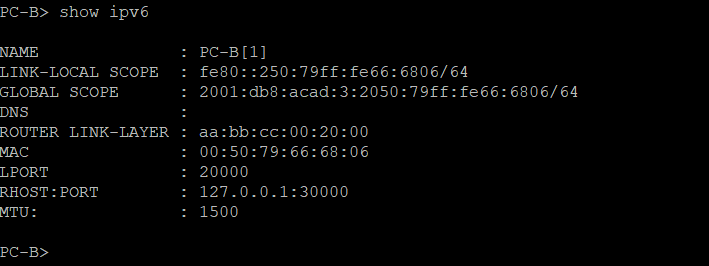 PC-B> show ipv6
NAME : PC-B[1]
LINK-LOCAL SCOPE : fe80::250:79ff:fe66:6806/64
GLOBAL SCOPE : 2001:db8:acad:3:2050:79ff:fe66:6806/64
DNS :
ROUTER LINK-LAYER : aa:bb:cc:00:20:00
MAC : 00:50:79:66:68:06
LPORT : 20000
RHOST:PORT : 127.0.0.1:30000
MTU: : 1500
PC-B>